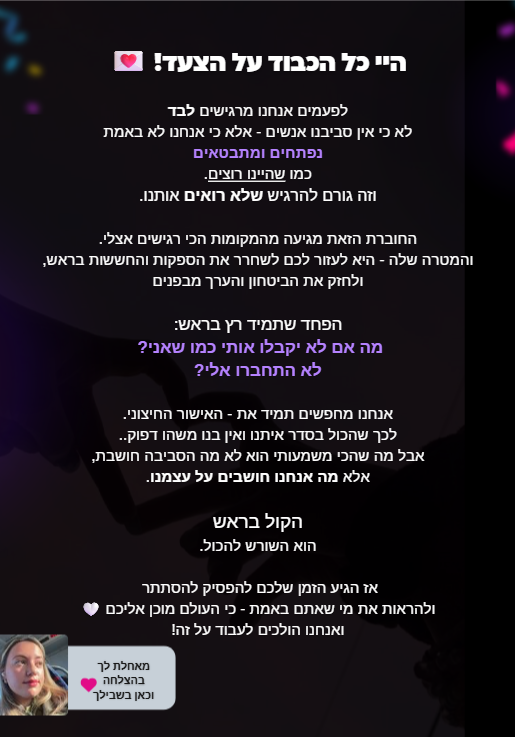 היי כל הכבוד על הצעד! 💌
לפעמים אנחנו מרגישים לבד
לא כי אין סביבנו אנשים - אלא כי אנחנו לא באמת
נפתחים ומתבטאים
כמו שהיינו רוצים.
וזה גורם להרגיש שלא רואים אותנו.
החוברת הזאת מגיעה מהמקומות הכי רגישים אצלי.
והמטרה שלה - היא לעזור לכם לשחרר את הספקות והחששות בראש,
ולחזק את הביטחון והערך מבפנים
הפחד שתמיד רץ בראש:
מה אם לא יקבלו אותי כמו שאני?
לא התחברו אלי?
אנחנו מחפשים תמיד את - האישור החיצוני.
לכך שהכול בסדר איתנו ואין בנו משהו דפוק..
אבל מה שהכי משמעותי הוא לא מה הסביבה חושבת,
אלא מה אנחנו חושבים על עצמנו.
הקול בראש
הוא השורש להכול.
אז הגיע הזמן שלכם להפסיק להסתתר
ולהראות את מי שאתם באמת - כי העולם מוכן אליכם 🤍
ואנחנו הולכים לעבוד על זה!
מאחלת לך
בהצלחה
וכאן בשבילך